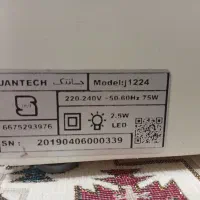 JANTECH جانتک Model:j1224
220-240V ~50-60Hz 75W
6675293976
2.5W
LED
SN : 20190406000339